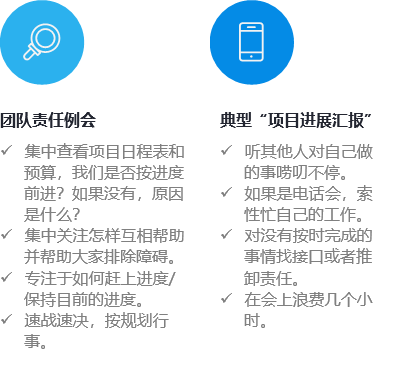 团队责任例会
✓ 集中查看项目日程表和
预算，我们是否按进度
前进？如果没有，原因
是什么？
✓ 集中关注怎样互相帮助
并帮助大家排除障碍。
✓ 专注于如何赶上进度/
保持目前的进度。
✓ 速战速决，按规划行
事。
典型“项目进展汇报”
✓ 听其他人对自己做
的事唠叨不停。
✓ 如果是电话会，索
性忙自己的工作。
✓ 对没有按时完成的
事情找接口或者推
卸责任。
✓ 在会上浪费几个小
时。